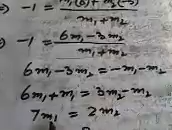 -1 = 6m₁-3m₂
m₁+m₂
6m₁-3m₂ = -m₁-m₂
6m₁+m₁ = 3m₂-m₂
7m₁ = 2m₂